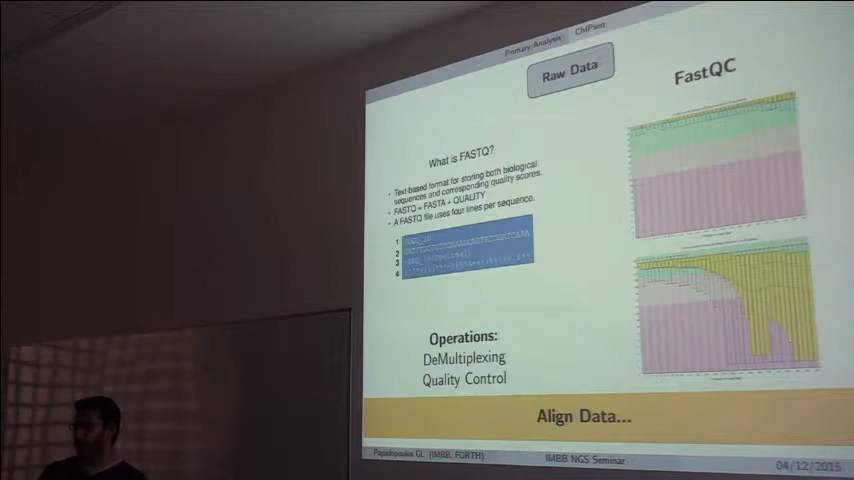 Primary Analysis ChIPseq
Raw Data
FastQC
What is FASTQ?
• Text-based format for storing both biological
sequences and corresponding quality scores.
• FASTQ = FASTA + QUALITY
• A FASTQ file uses four lines per sequence.
1
2
3
4
Operations:
DeMultiplexing
Quality Control
Align Data...
Papadopoulos GL (IMBB, FORTH) IMBB NGS Seminar 04/12/2015